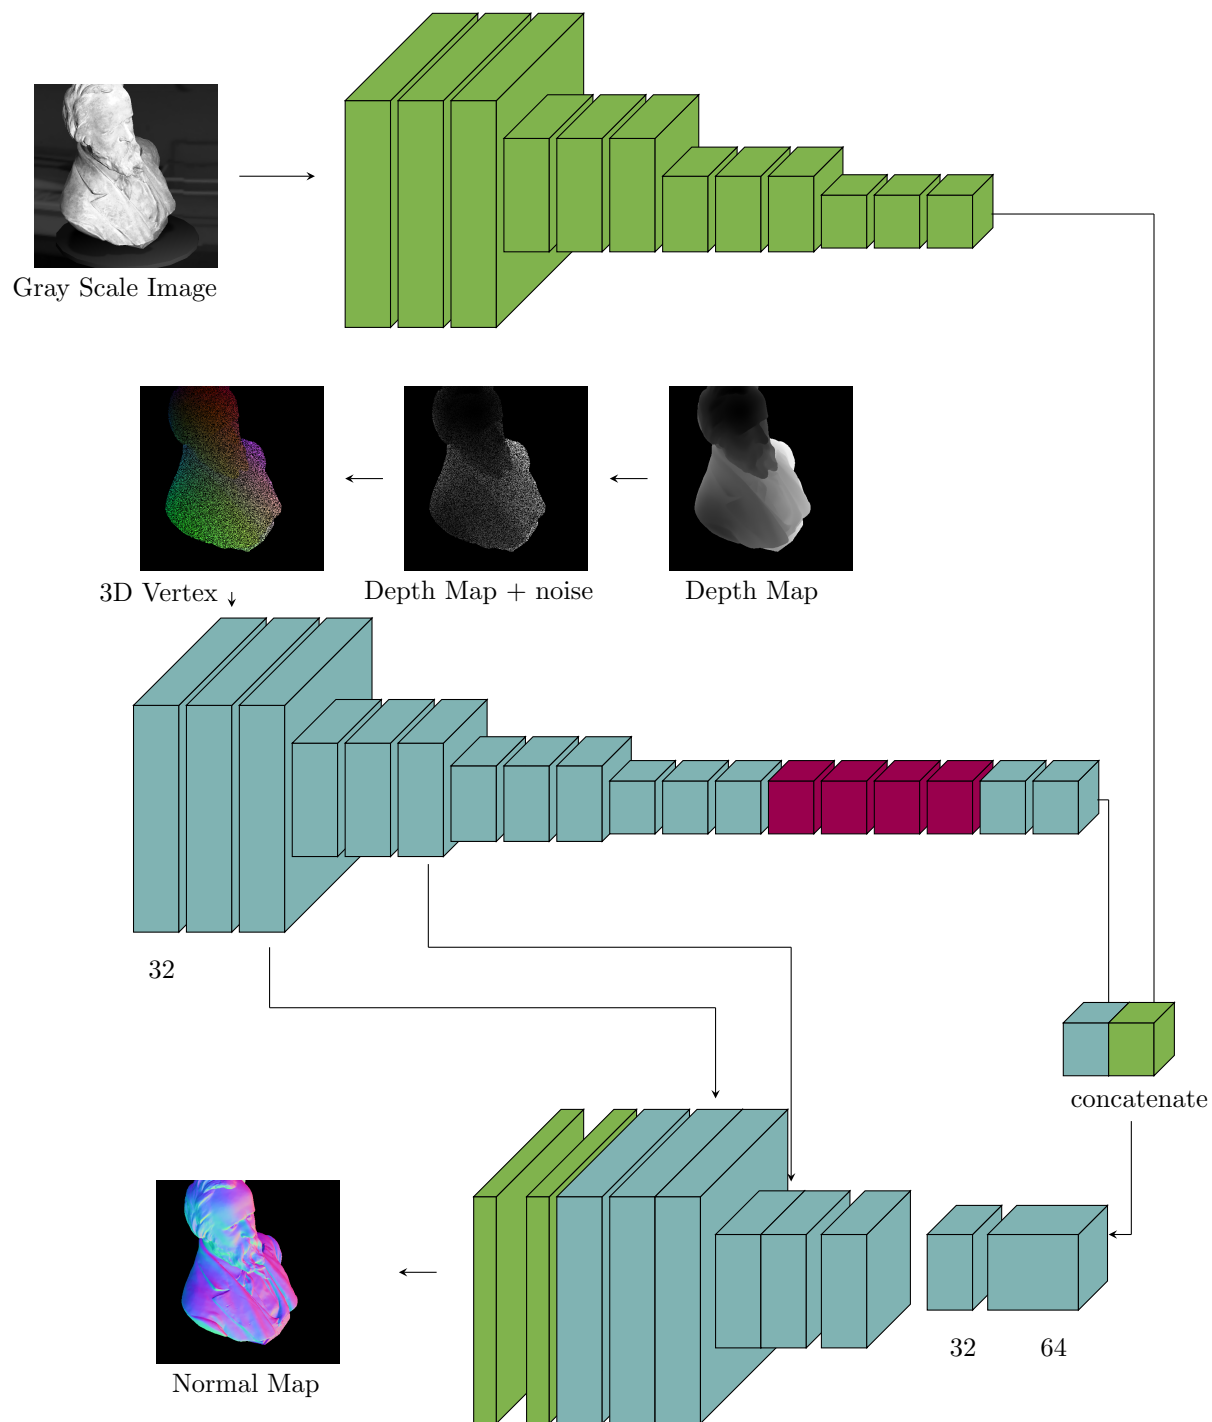 Gray Scale Image
3D Vertex
Depth Map + noise
Depth Map
32
concatenate
32
64
Normal Map